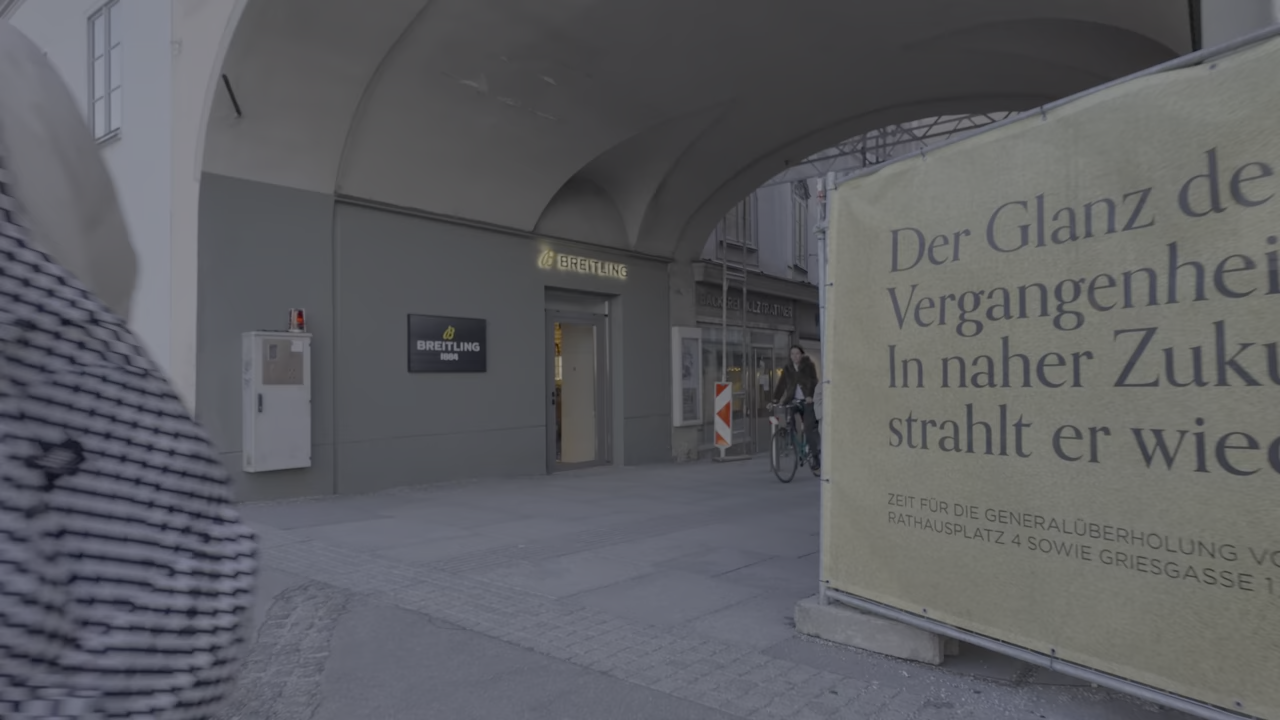 BREITLING
BREITLING
1884
Der Glanz de
Vergangenhei
In naher Zuku
strahlt er wied
ZEIT FÜR DIE GENERALÜBERHOLUNG VO
RATHAUSPLATZ 4 SOWIE GRIESGASSE 1